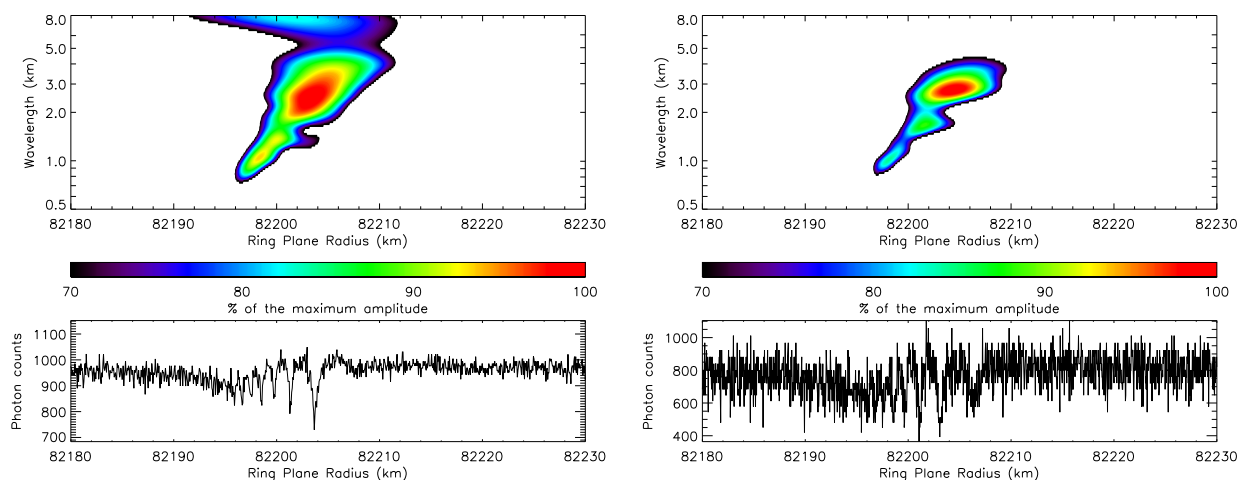 8.0
5.0
3.0
2.0
1.0
0.5
Wavelength (km)
82180 82190 82200 82210 82220 82230
Ring Plane Radius (km)
70 80 90 100
% of the maximum amplitude
1100
1000
900
800
700
Photon counts
82180 82190 82200 82210 82220 82230
Ring Plane Radius (km)
8.0
5.0
3.0
2.0
1.0
0.5
Wavelength (km)
82180 82190 82200 82210 82220 82230
Ring Plane Radius (km)
70 80 90 100
% of the maximum amplitude
1000
800
600
400
Photon counts
82180 82190 82200 82210 82220 82230
Ring Plane Radius (km)